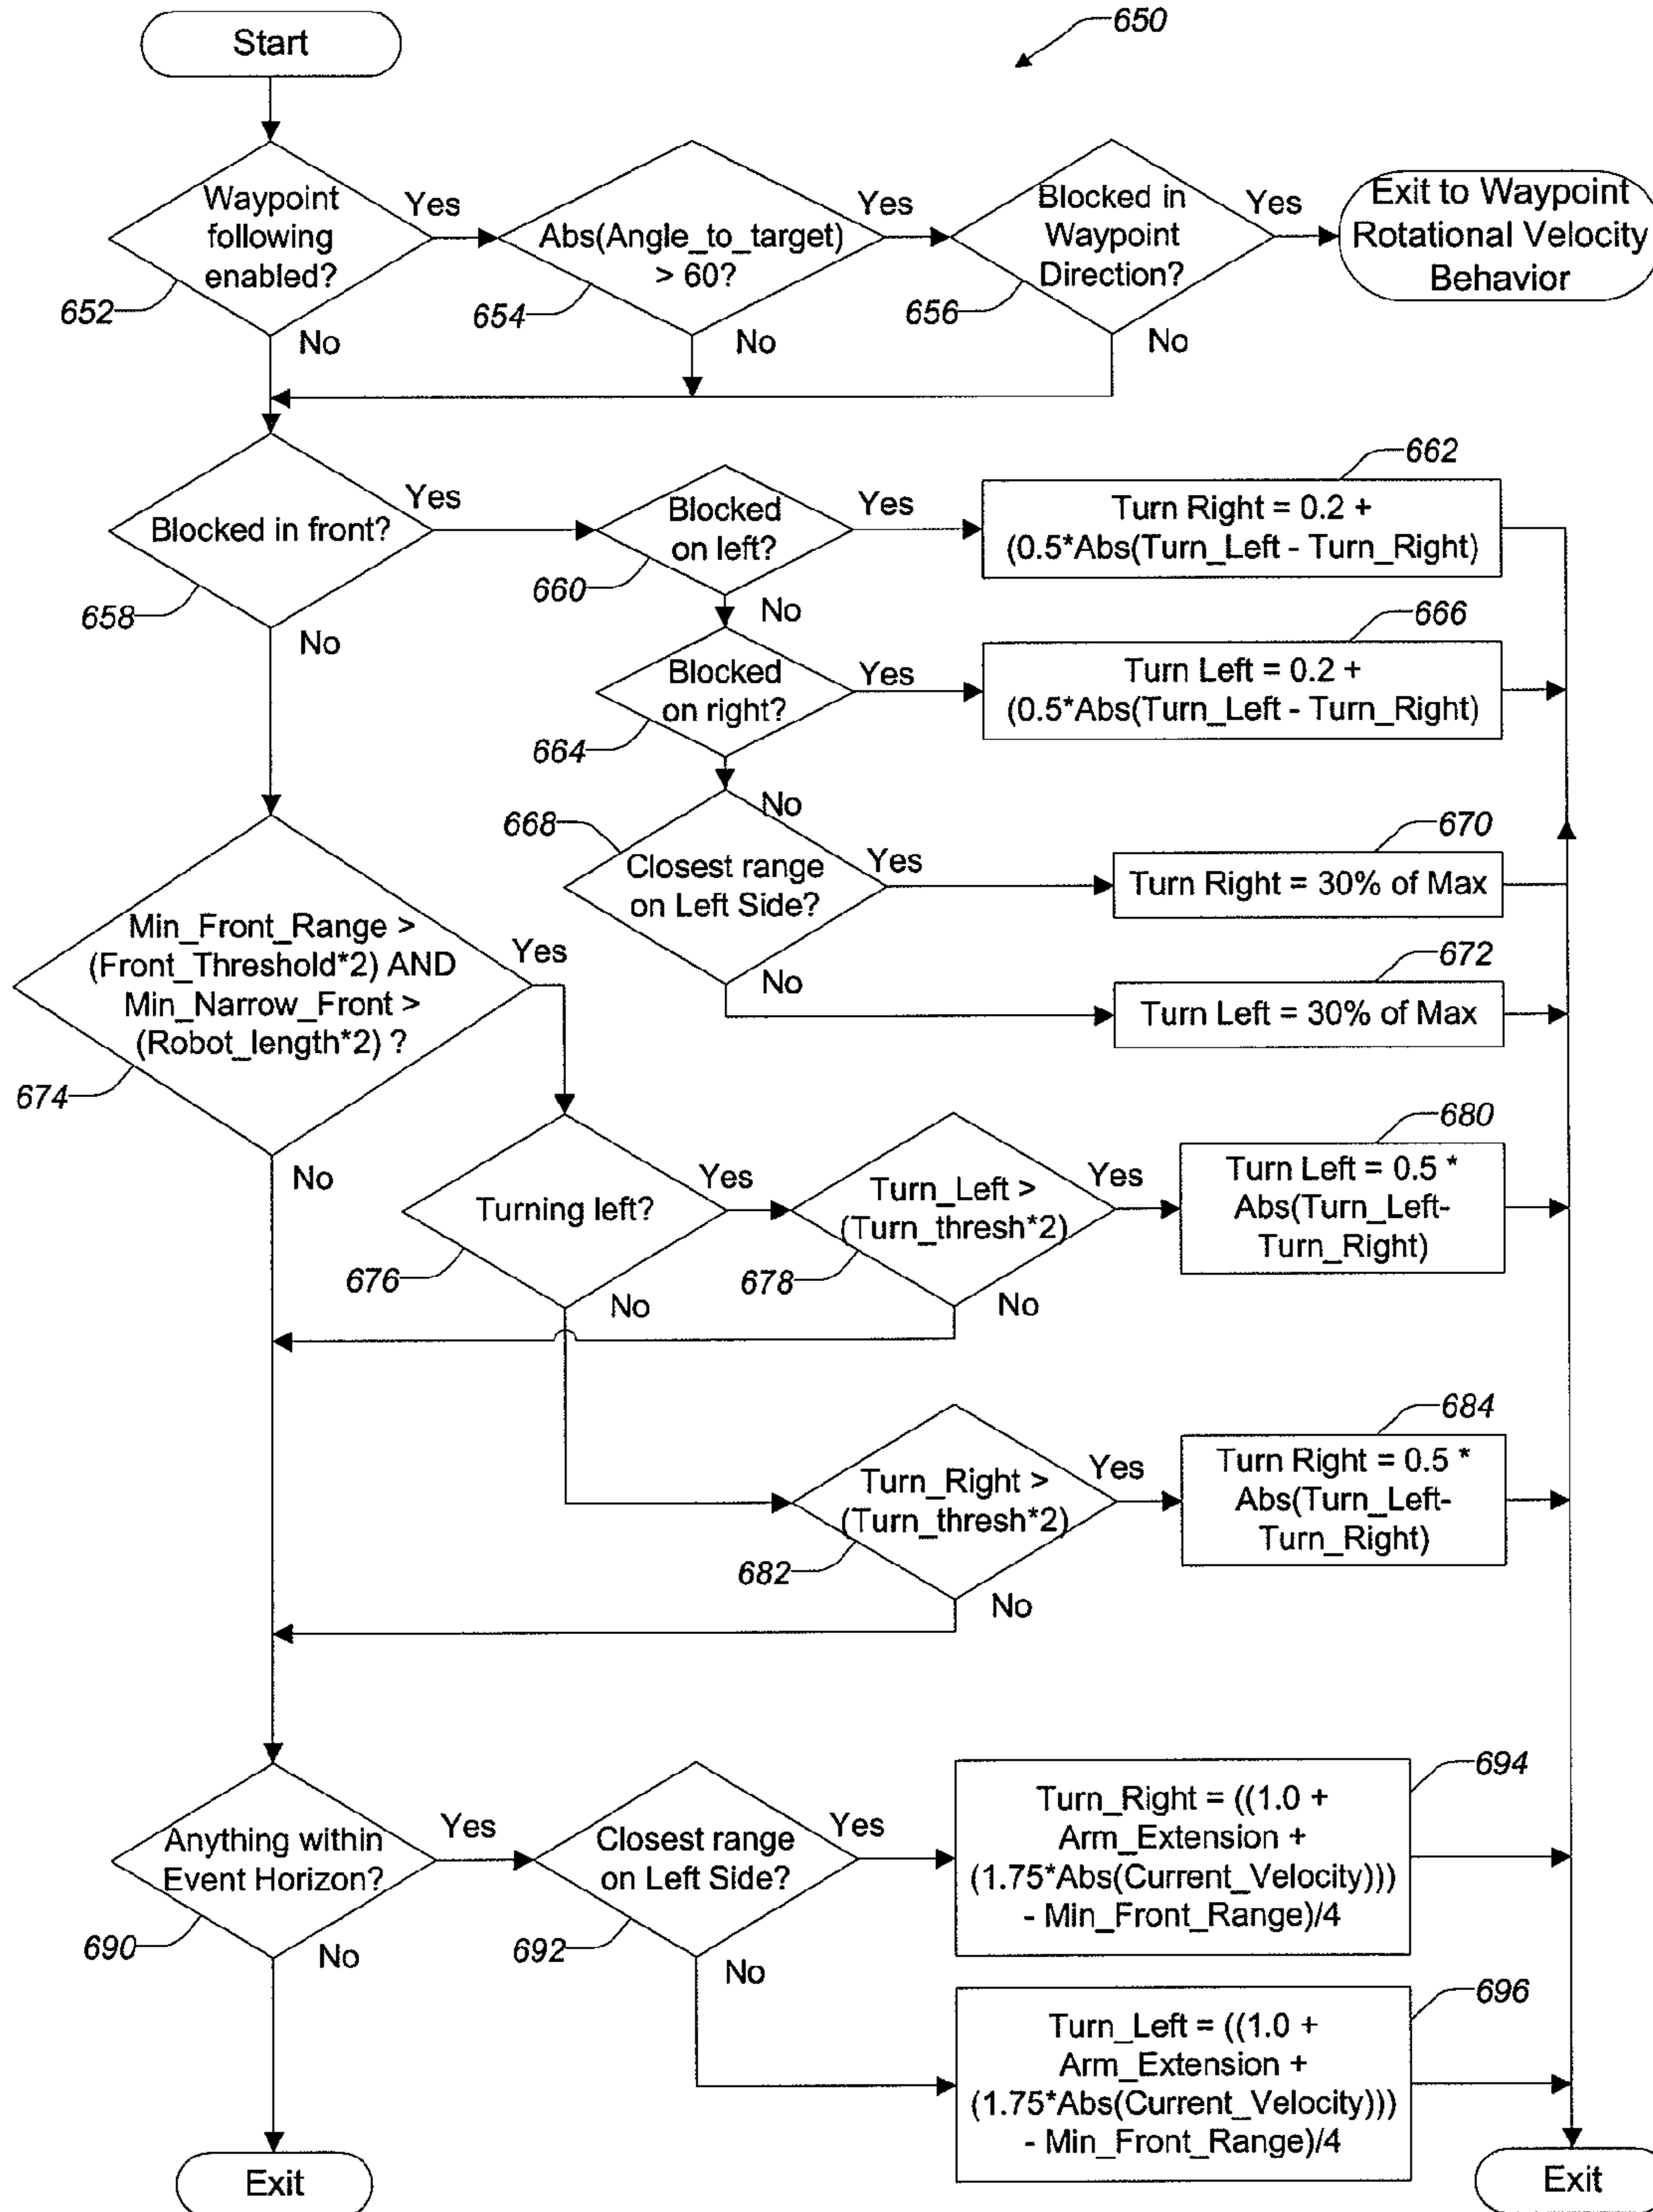 Start
650
Waypoint
following
enabled?
Yes
652
No
Abs(Angle_to_target)
> 60?
Yes
654
No
Blocked in
Waypoint
Direction?
Yes
656
No
Exit to Waypoint
Rotational Velocity
Behavior
Blocked in front?
Yes
658
No
Blocked
on left?
Yes
660
No
662
Turn Right = 0.2 +
(0.5*Abs(Turn_Left - Turn_Right)
Blocked
on right?
Yes
664
No
666
Turn Left = 0.2 +
(0.5*Abs(Turn_Left - Turn_Right)
668
Closest range
on Left Side?
Yes
No
670
Turn Right = 30% of Max
672
Turn Left = 30% of Max
Min_Front_Range >
(Front_Threshold*2) AND
Min_Narrow_Front >
(Robot_length*2) ?
Yes
674
No
Turning left?
Yes
676
No
Turn_Left >
(Turn_thresh*2)
Yes
678
No
680
Turn Left = 0.5 *
Abs(Turn_Left-
Turn_Right)
Turn_Right >
(Turn_thresh*2)
Yes
682
No
684
Turn Right = 0.5 *
Abs(Turn_Left-
Turn_Right)
Anything within
Event Horizon?
Yes
690
No
Closest range
on Left Side?
Yes
692
No
694
Turn_Right = ((1.0 +
Arm_Extension +
(1.75*Abs(Current_Velocity)))
- Min_Front_Range)/4
696
Turn_Left = ((1.0 +
Arm_Extension +
(1.75*Abs(Current_Velocity)))
- Min_Front_Range)/4
Exit
Exit